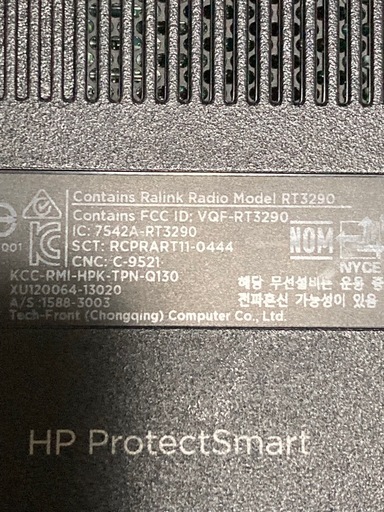 Contains Ralink Radio Model RT3290
Contains FCC ID: VQF-RT3290
IC: 7542A-RT3290
SCT: RCPRART11-0444
CNC: C-9521
001
NOM
NYCE
KCC-RMI-HPK-TPN-Q130
XU120064-13020
A/S :1588-3003
해당 무선설비는 운용 중
전파혼신 가능성이 있음
Tech-Front (Chongqing) Computer Co., Ltd.
HP ProtectSmart